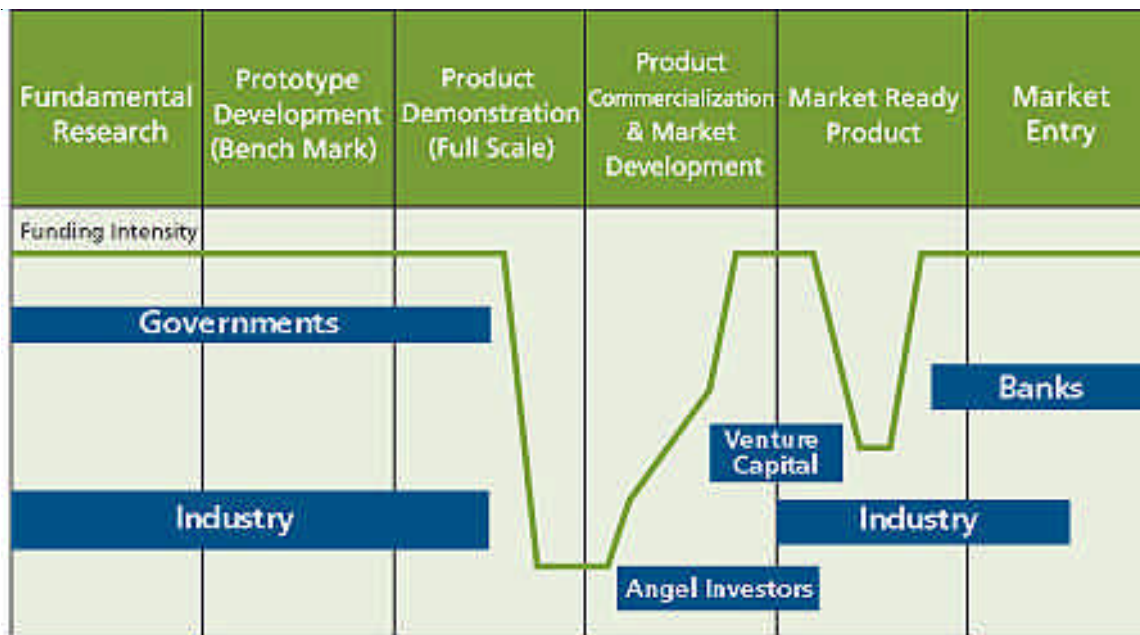 Fundamental
Research
Prototype
Development
(Bench Mark)
Product
Demonstration
(Full Scale)
Product
Commercialization
& Market
Development
Market Ready
Product
Market
Entry
Funding Intensity
Governments
Banks
Venture
Capital
Industry
Industry
Angel Investors